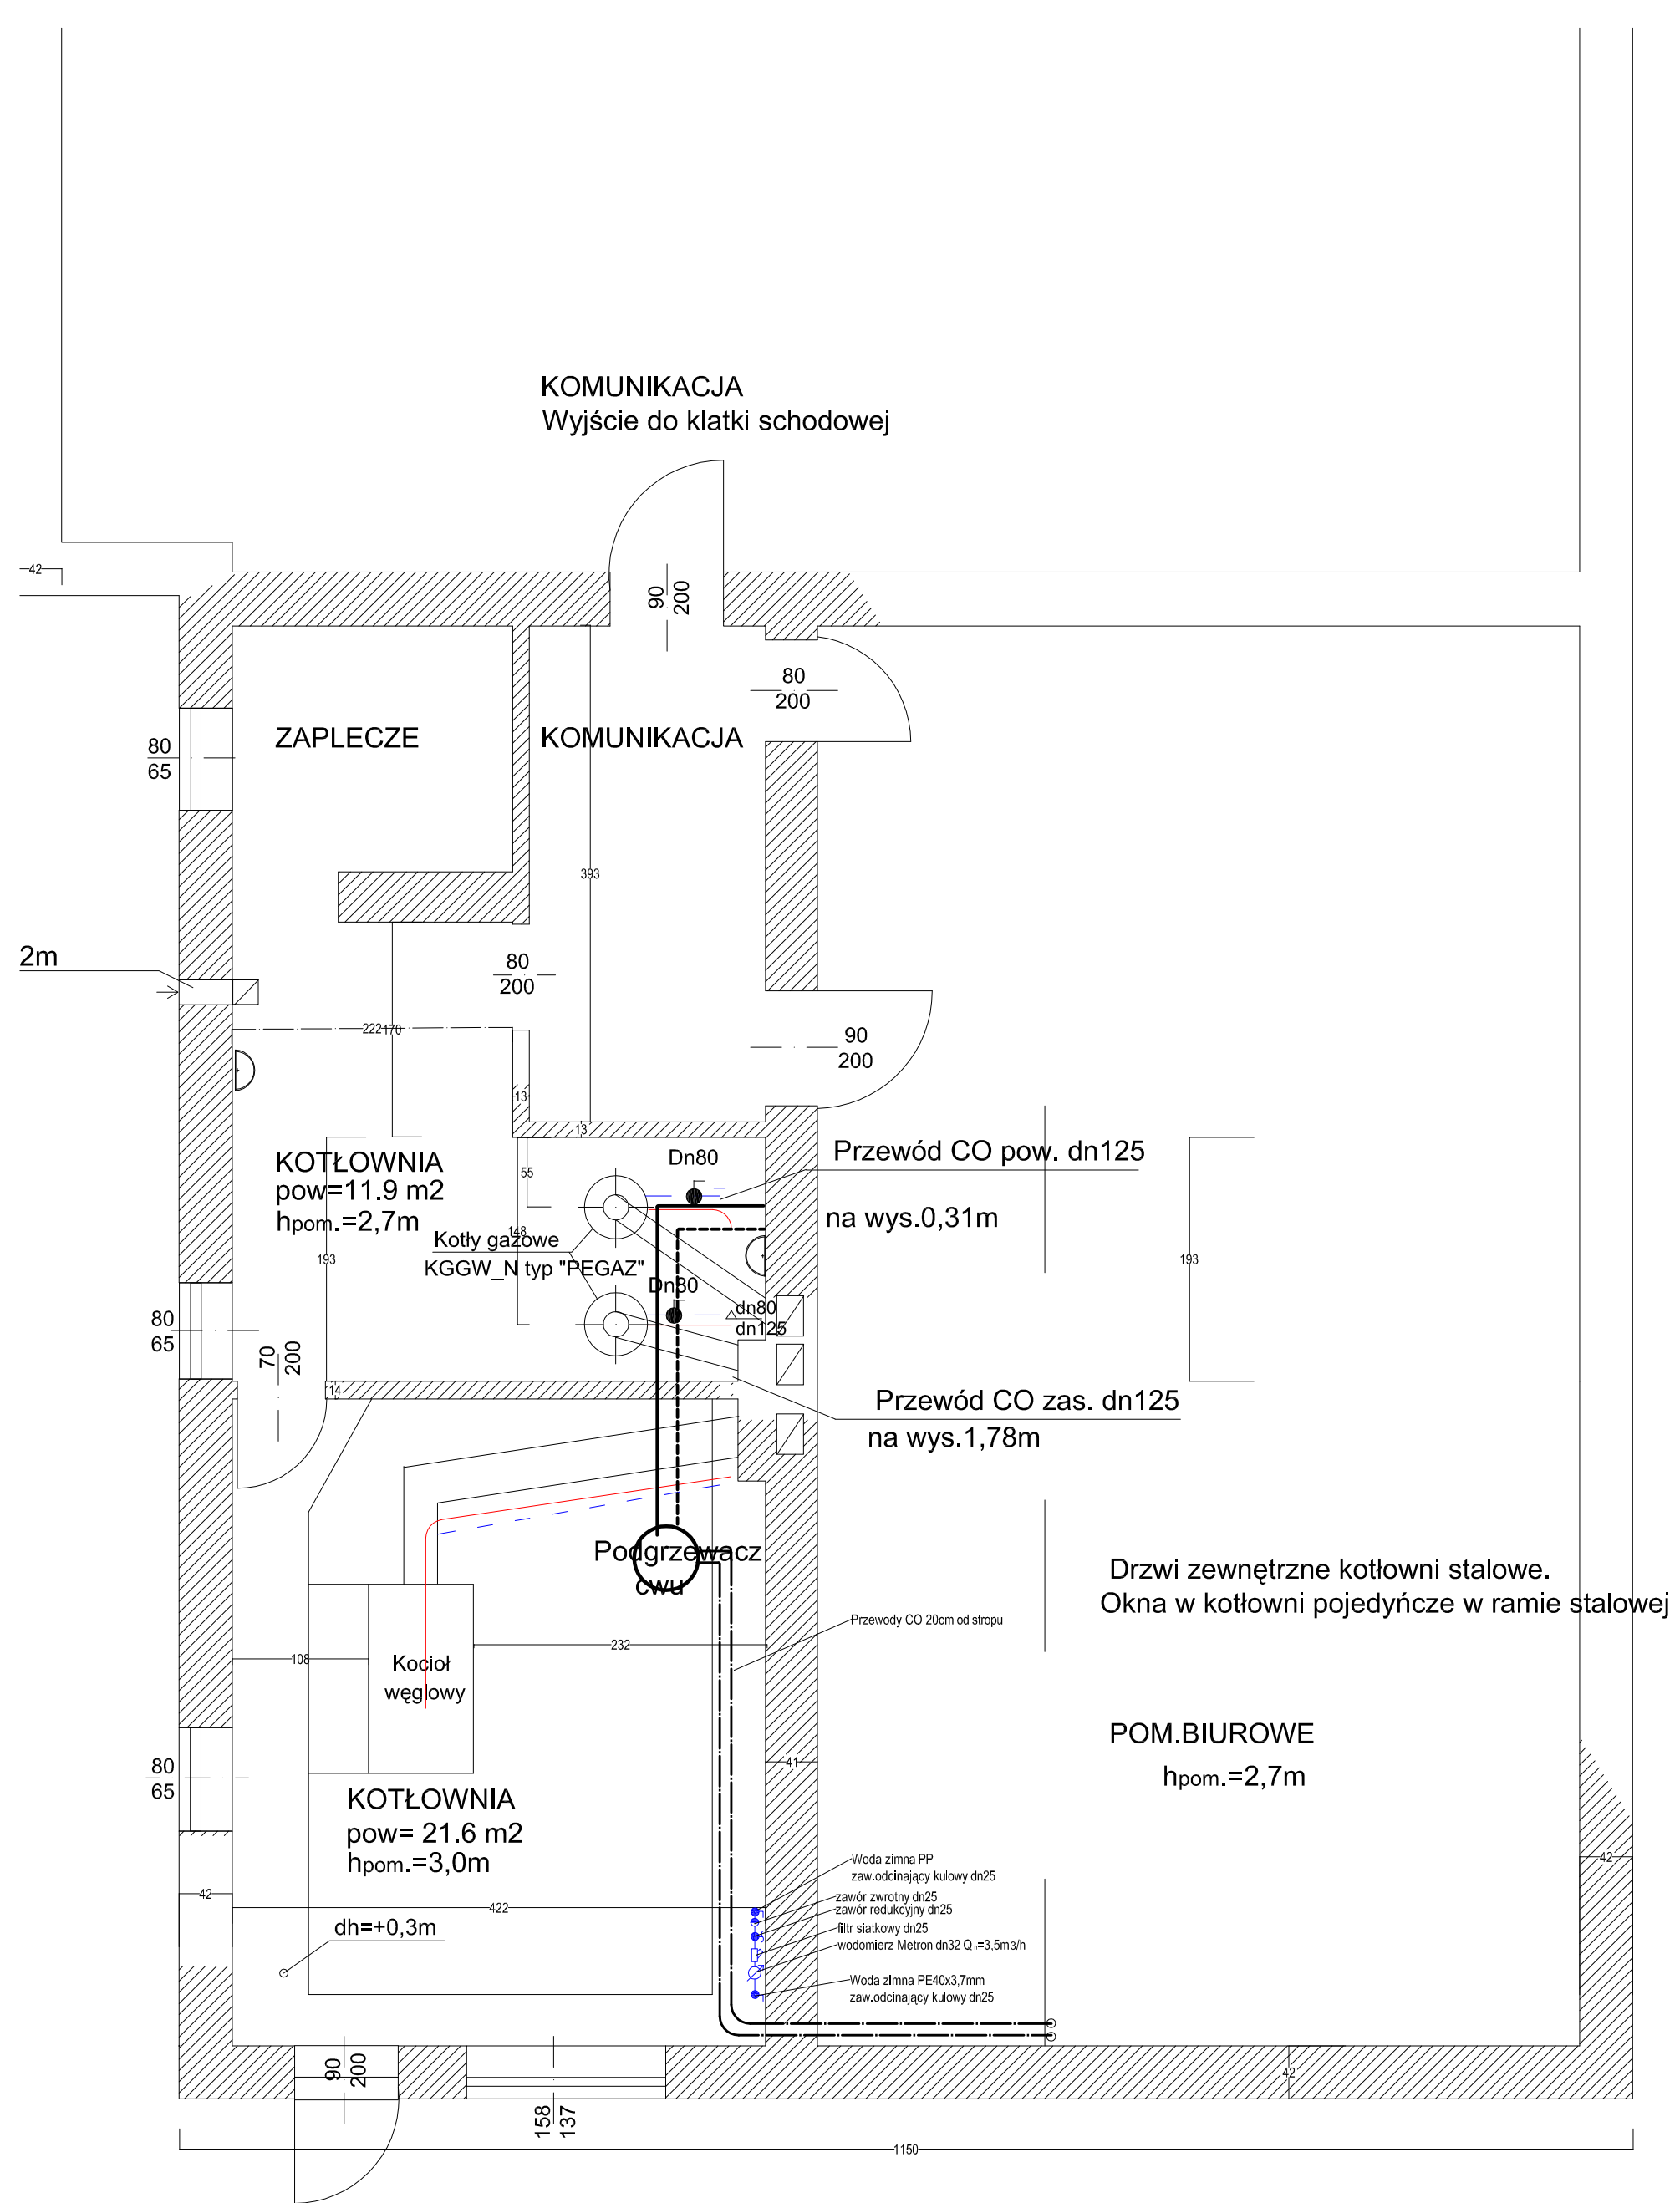 KOMUNIKACJA
Wyjście do klatki schodowej
42
90
200
80
200
ZAPLECZE
KOMUNIKACJA
80
65
393
2m
80
200
222
170
90
200
13
13
KOTŁOWNIA
pow=11.9 m2
hpom.=2,7m
55
Dn80
Przewód CO pow. dn125
na wys.0,31m
148
Kotły gazowe
KGGW_N typ "PEGAZ"
193
193
Dn80
dn80
dn125
80
65
70
200
14
Przewód CO zas. dn125
na wys.1,78m
Podgrzewacz
cwu
Drzwi zewnętrzne kotłowni stalowe.
Okna w kotłowni pojedyńcze w ramie stalowej
Przewody CO 20cm od stropu
232
108
Kocioł
węglowy
POM.BIUROWE
hpom.=2,7m
41
80
65
KOTŁOWNIA
pow= 21.6 m2
hpom.=3,0m
Woda zimna PP
zaw.odcinający kulowy dn25
42
42
zawór zwrotny dn25
422
zawór redukcyjny dn25
dh=+0,3m
filtr siatkowy dn25
wodomierz Metron dn32 Qn=3,5m3/h
Woda zimna PE40x3,7mm
zaw.odcinający kulowy dn25
90
200
42
158
137
1150